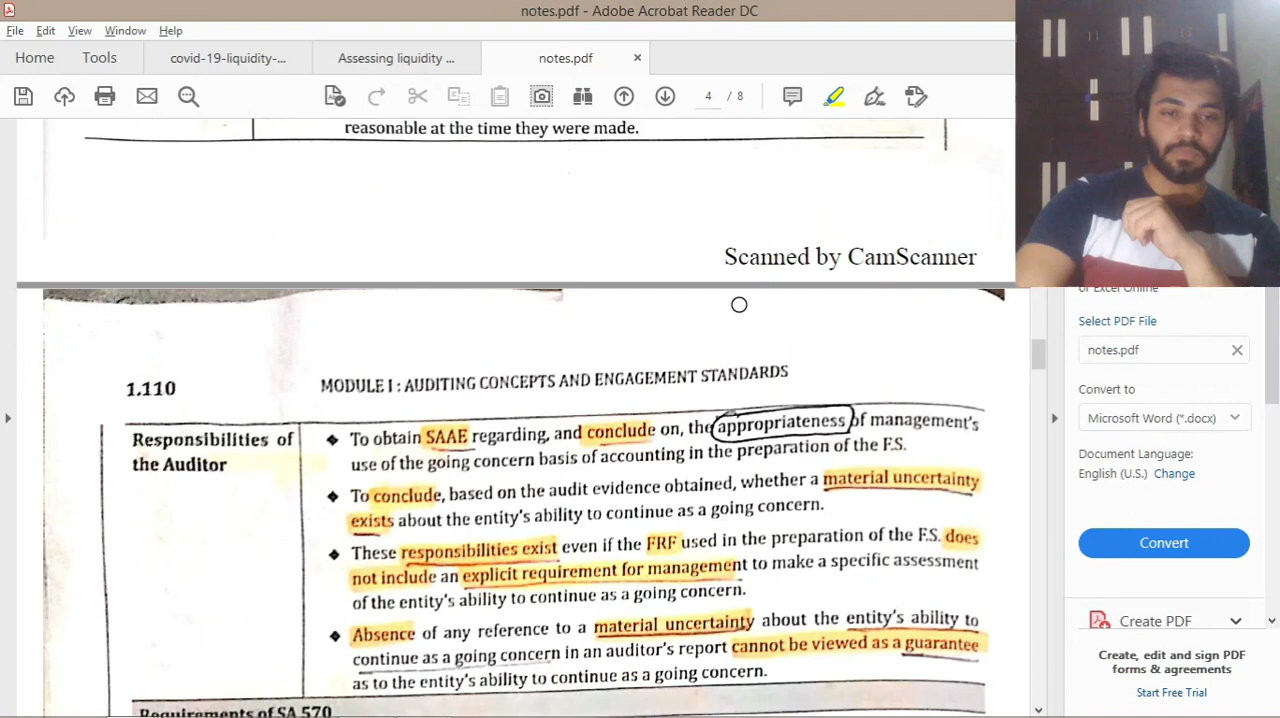 notes.pdf - Adobe Acrobat Reader DC
File Edit View Window Help
Home Tools covid-19-liquidity-... Assessing liquidity ... notes.pdf ×
4 / 8
reasonable at the time they were made.
Scanned by CamScanner
1.110 MODULE I : AUDITING CONCEPTS AND ENGAGEMENT STANDARDS
Responsibilities of
the Auditor
To obtain SAAE regarding, and conclude on, the appropriateness of management's
use of the going concern basis of accounting in the preparation of the F.S.
To conclude, based on the audit evidence obtained, whether a material uncertainty
exists about the entity's ability to continue as a going concern.
These responsibilities exist even if the FRF used in the preparation of the F.S. does
not include an explicit requirement for management to make a specific assessment
of the entity's ability to continue as a going concern.
Absence of any reference to a material uncertainty about the entity's ability to
continue as a going concern in an auditor's report cannot be viewed as a guarantee
as to the entity's ability to continue as a going concern.
Requirements of SA 570
or Excel Online
Select PDF File
notes.pdf
Convert to
Microsoft Word (*.docx)
Document Language:
English (U.S.) Change
Convert
Create PDF
Create, edit and sign PDF
forms & agreements
Start Free Trial